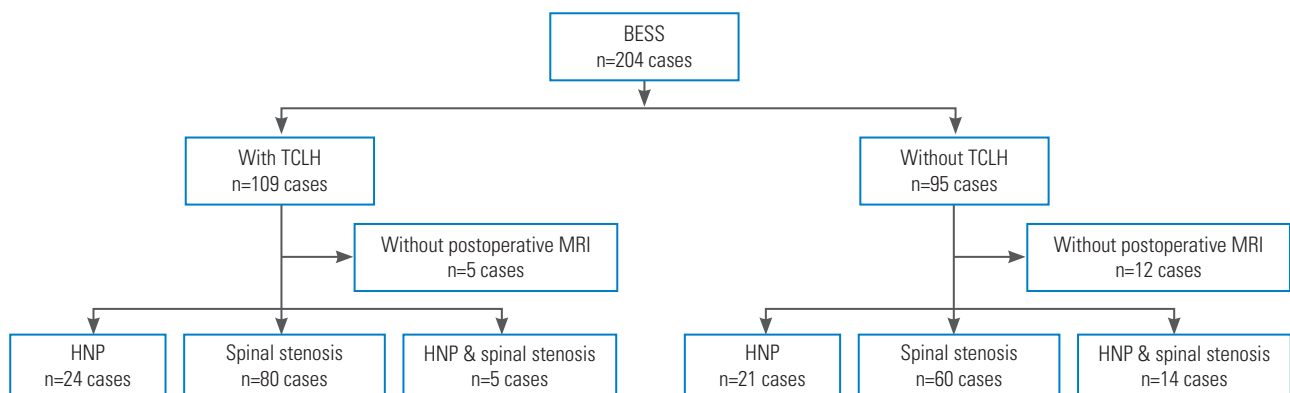 BESS
n=204 cases
With TCLH
n=109 cases
Without TCLH
n=95 cases
Without postoperative MRI
n=5 cases
Without postoperative MRI
n=12 cases
HNP
n=24 cases
Spinal stenosis
n=80 cases
HNP & spinal stenosis
n=5 cases
HNP
n=21 cases
Spinal stenosis
n=60 cases
HNP & spinal stenosis
n=14 cases